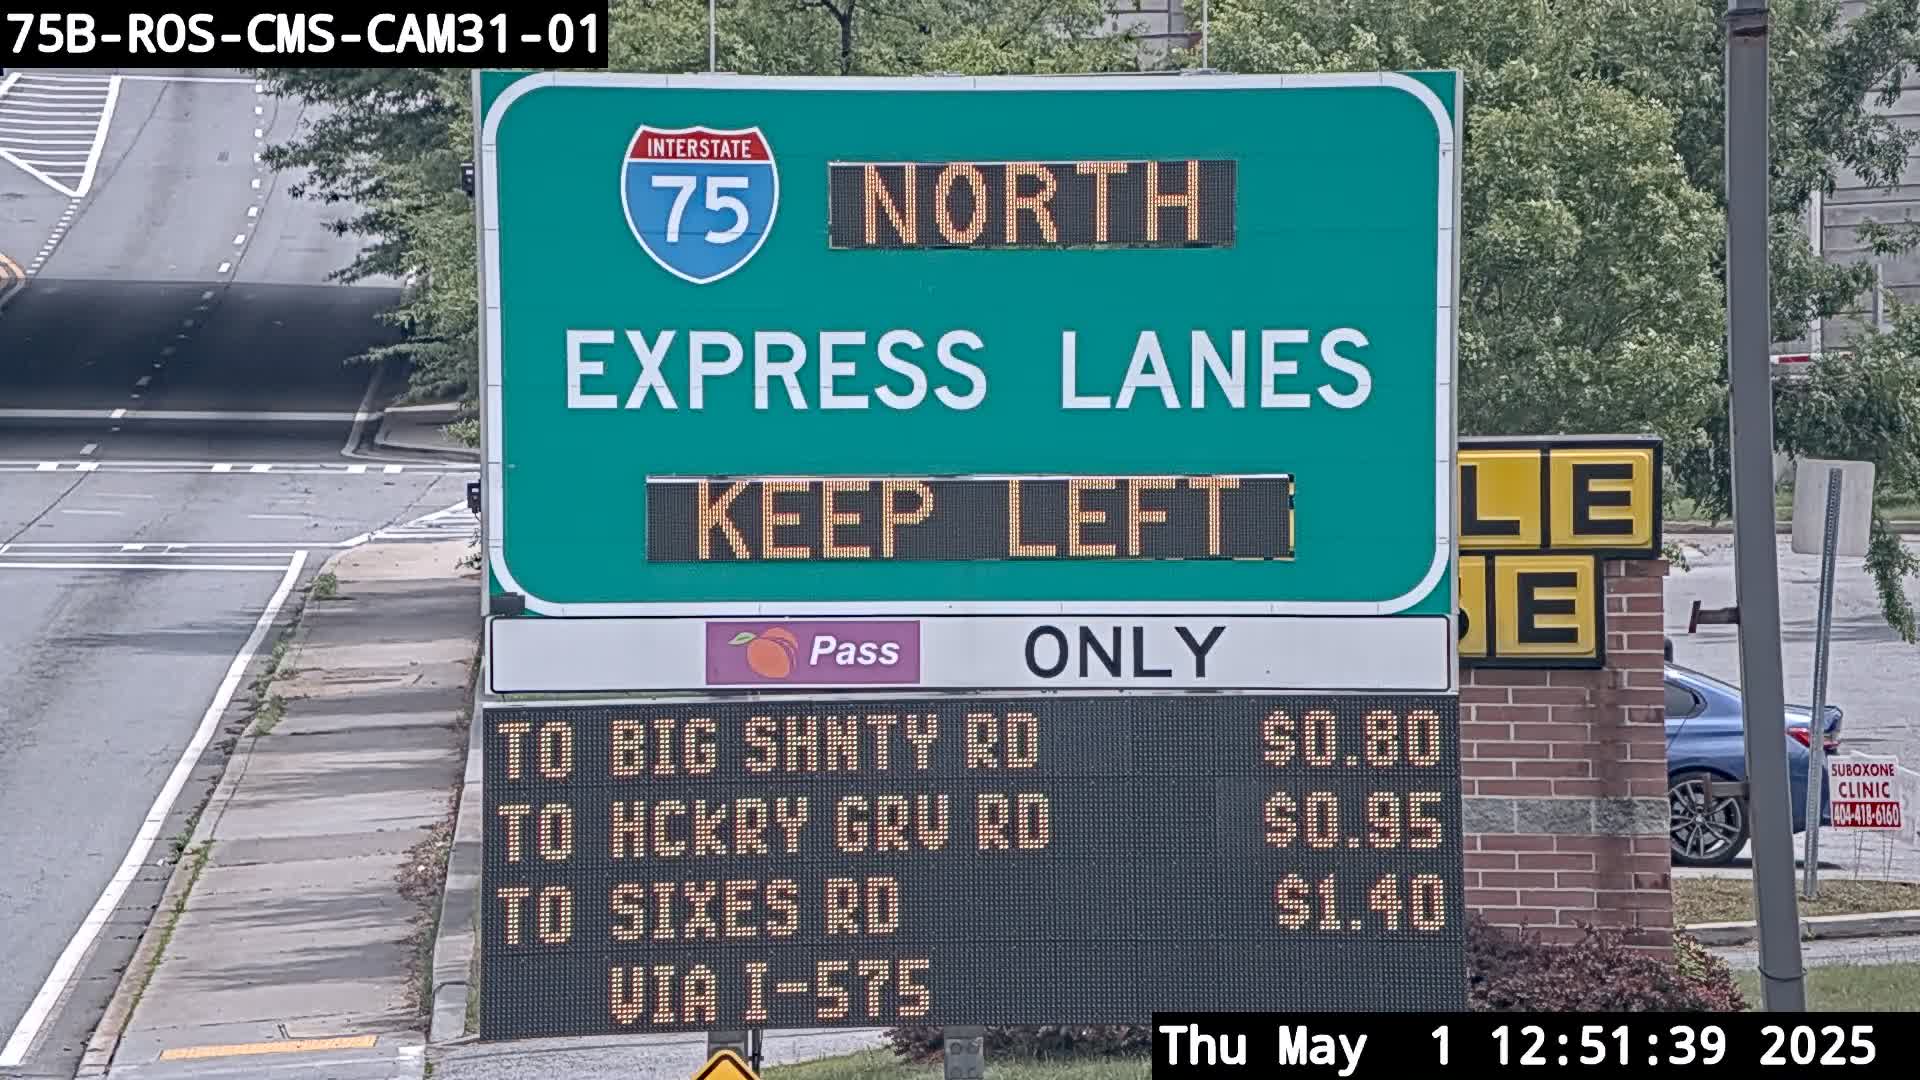 75B-ROS-CMS-CAM31-01
INTERSTATE
75
NORTH
EXPRESS LANES
KEEP LEFT
Pass ONLY
TO BIG SHNTY RD $0.80
TO HCKRY GRV RD $0.95
TO SIXES RD $1.40
VIA I-575
LE
E
SUBOXONE
CLINIC
404-418-6160
Thu May 1 12:51:39 2025